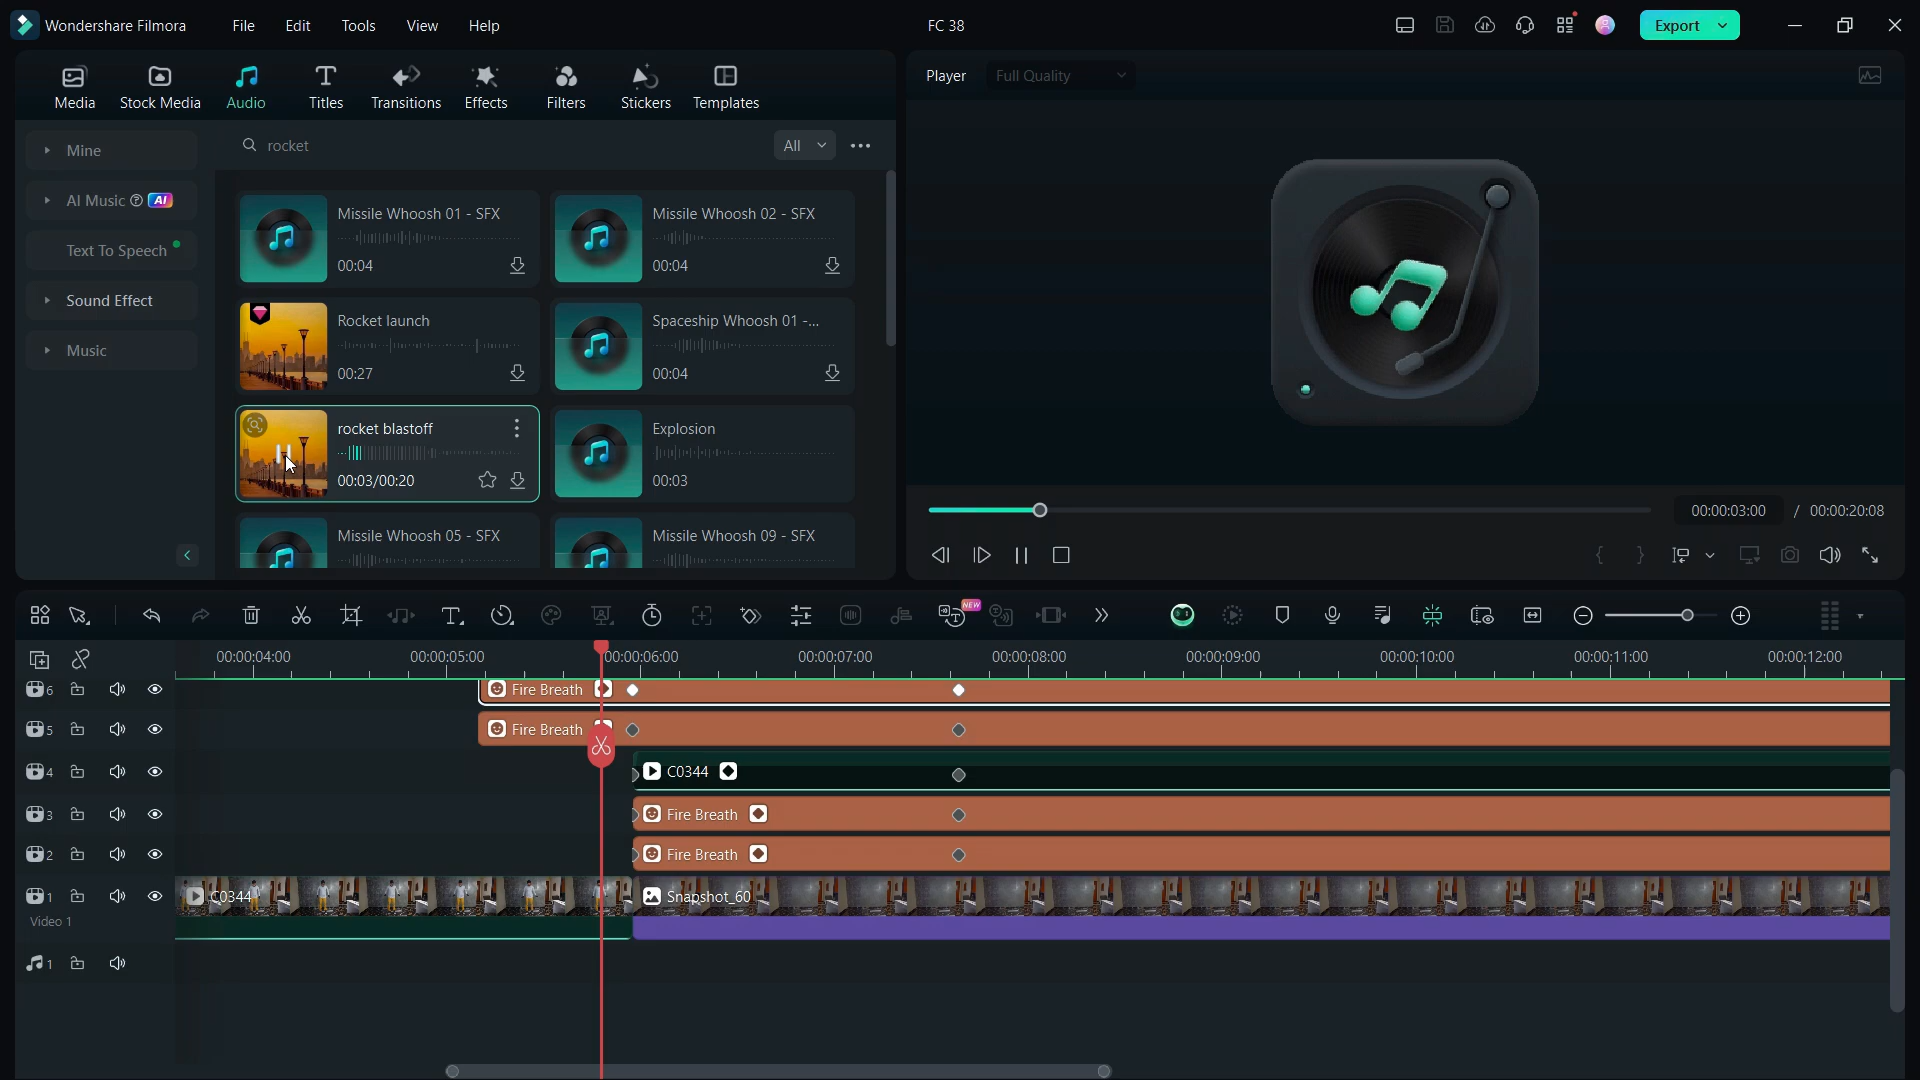 Wondershare Filmora File Edit Tools View Help FC 38 Export
Media Stock Media Audio Titles Transitions Effects Filters Stickers Templates
Player Full Quality
rocket All
Mine
AI Music AI
Text To Speech
Sound Effect
Music
Missile Whoosh 01 - SFX
00:04
Missile Whoosh 02 - SFX
00:04
Rocket launch
00:27
Spaceship Whoosh 01 -...
00:04
rocket blastoff
00:03/00:20
Explosion
00:03
Missile Whoosh 05 - SFX
Missile Whoosh 09 - SFX
00:00:03:00 / 00:00:20:08
NEW
00:00:04:00 00:00:05:00 00:00:06:00 00:00:07:00 00:00:08:00 00:00:09:00 00:00:10:00 00:00:11:00 00:00:12:00
6 Fire Breath
5 Fire Breath
4 C0344
3 Fire Breath
2 Fire Breath
1 C0344 Snapshot_60
Video 1
1